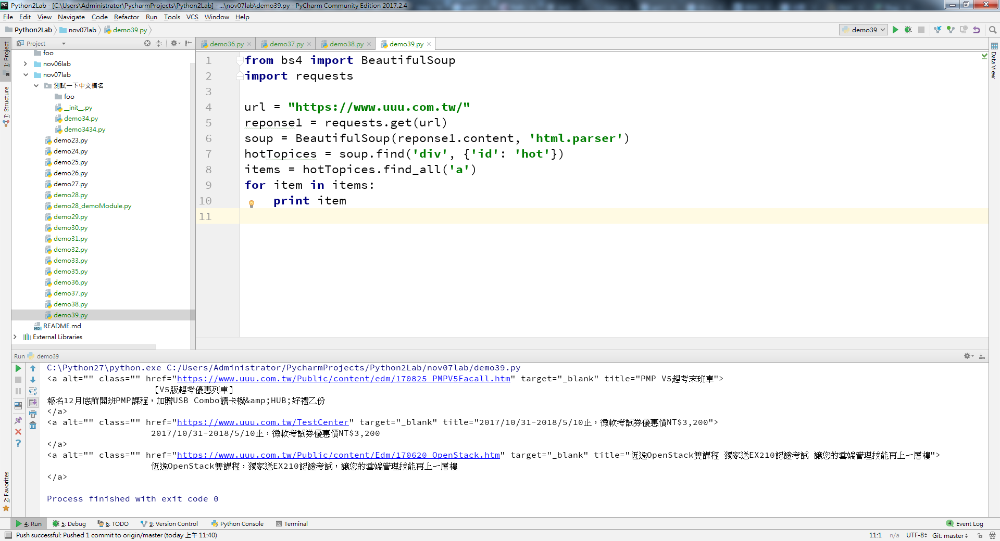 Python2Lab - [C:\Users\Administrator\PycharmProjects\Python2Lab] - ...\nov07lab\demo39.py - PyCharm Community Edition 2017.2.4
File Edit View Navigate Code Refactor Run Tools VCS Window Help
Python2Lab nov07lab demo39.py demo39
Project demo36.py demo37.py demo38.py demo39.py
1: Project
7: Structure
2: Favorites
Data View
foo
nov06lab
nov07lab
測試一下中文檔名
foo
__init__.py
demo34.py
demo3434.py
demo23.py
demo24.py
demo25.py
demo26.py
demo27.py
demo28.py
demo28_demoModule.py
demo29.py
demo30.py
demo31.py
demo32.py
demo33.py
demo35.py
demo36.py
demo37.py
demo38.py
demo39.py
README.md
External Libraries
1 from bs4 import BeautifulSoup
2 import requests
3
4 url = "https://www.uuu.com.tw/"
5 reponse1 = requests.get(url)
6 soup = BeautifulSoup(reponse1.content, 'html.parser')
7 hotTopices = soup.find('div', {'id': 'hot'})
8 items = hotTopices.find_all('a')
9 for item in items:
10     print item
11
Run demo39
C:\Python27\python.exe C:/Users/Administrator/PycharmProjects/Python2Lab/nov07lab/demo39.py
<a alt="" class="" href="https://www.uuu.com.tw/Public/content/edm/170825_PMPV5Facall.htm" target="_blank" title="PMP V5趕考末班車">
【V5版趕考優惠列車】
報名12月底前開班PMP課程，加贈USB Combo讀卡機&amp;HUB;好禮乙份
</a>
<a alt="" class="" href="https://www.uuu.com.tw/TestCenter" target="_blank" title="2017/10/31-2018/5/10止，微軟考試券優惠價NT$3,200">
2017/10/31-2018/5/10止，微軟考試券優惠價NT$3,200
</a>
<a alt="" class="" href="https://www.uuu.com.tw/Public/content/Edm/170620_OpenStack.htm" target="_blank" title="恆逸OpenStack雙課程 獨家送EX210認證考試 讓您的雲端管理技能再上一層樓">
恆逸OpenStack雙課程，獨家送EX210認證考試，讓您的雲端管理技能再上一層樓
</a>
Process finished with exit code 0
4: Run 5: Debug 6: TODO 9: Version Control Python Console Terminal 4 Event Log
Push successful: Pushed 1 commit to origin/master (today 上午 11:40) 11:1 n/a UTF-8 Git: master